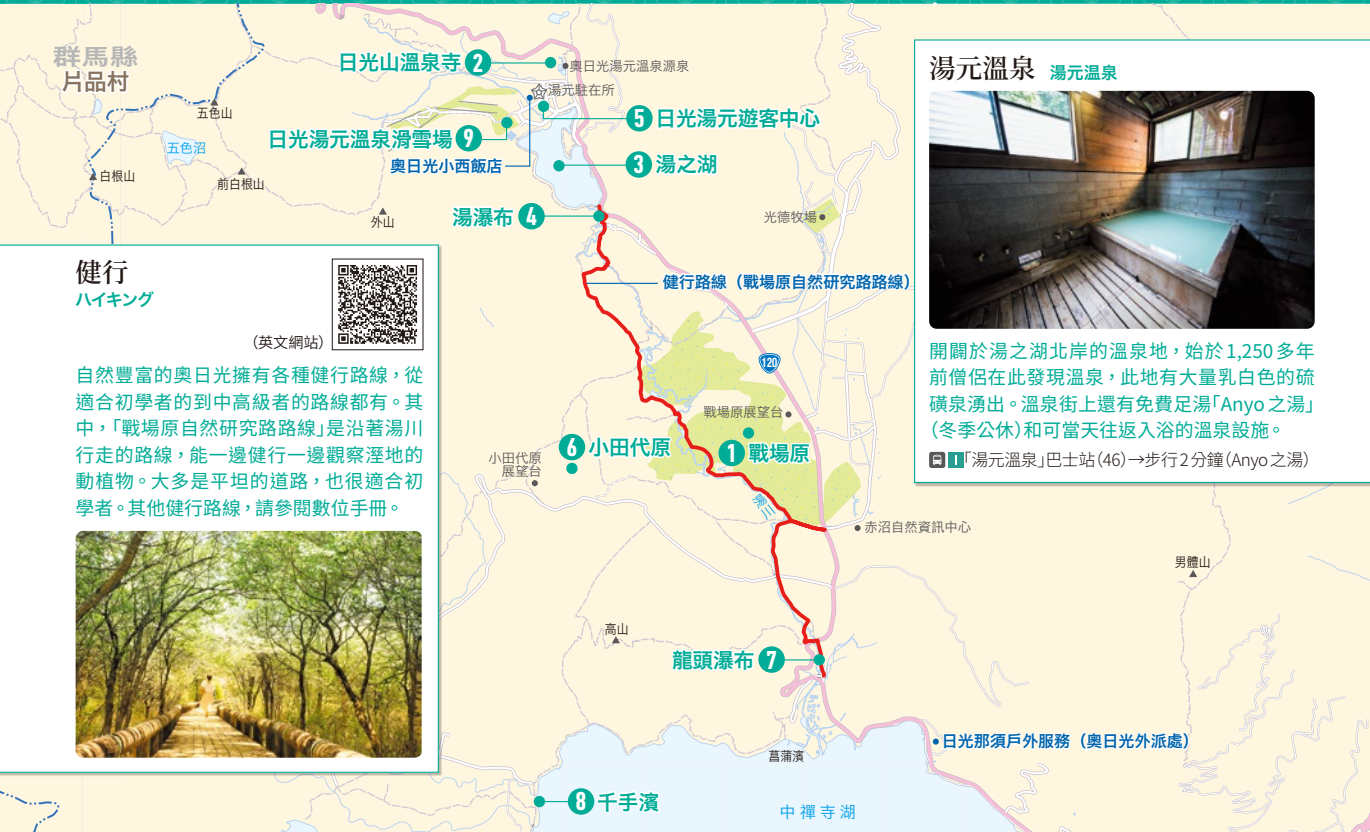 群馬縣
片品村
五色山
五色沼
白根山
前白根山
外山
日光山溫泉寺 2
奧日光湯元溫泉源泉
湯元駐在所
5 日光湯元遊客中心
日光湯元溫泉滑雪場 9
奧日光小西飯店
3 湯之湖
湯瀑布 4
光德牧場
健行路線（戰場原自然研究路路線）
120
戰場原展望台
1 戰場原
6 小田代原
小田代原
展望台
湯川
赤沼自然資訊中心
男體山
高山
龍頭瀑布 7
菖蒲濱
日光那須戶外服務（奧日光外派處）
8 千手濱
中禪寺湖
健行
ハイキング
（英文網站）
自然豐富的奧日光擁有各種健行路線，從
適合初學者的到中高級者的路線都有。其
中，「戰場原自然研究路路線」是沿著湯川
行走的路線，能一邊健行一邊觀察溼地的
動植物。大多是平坦的道路，也很適合初
學者。其他健行路線，請參閱數位手冊。
湯元溫泉 湯元温泉
開闢於湯之湖北岸的溫泉地，始於1,250多年
前僧侶在此發現溫泉，此地有大量乳白色的硫
磺泉湧出。溫泉街上還有免費足湯「Anyo之湯」
（冬季公休）和可當天往返入浴的溫泉設施。
I「湯元溫泉」巴士站（46）→步行2分鐘（Anyo之湯）